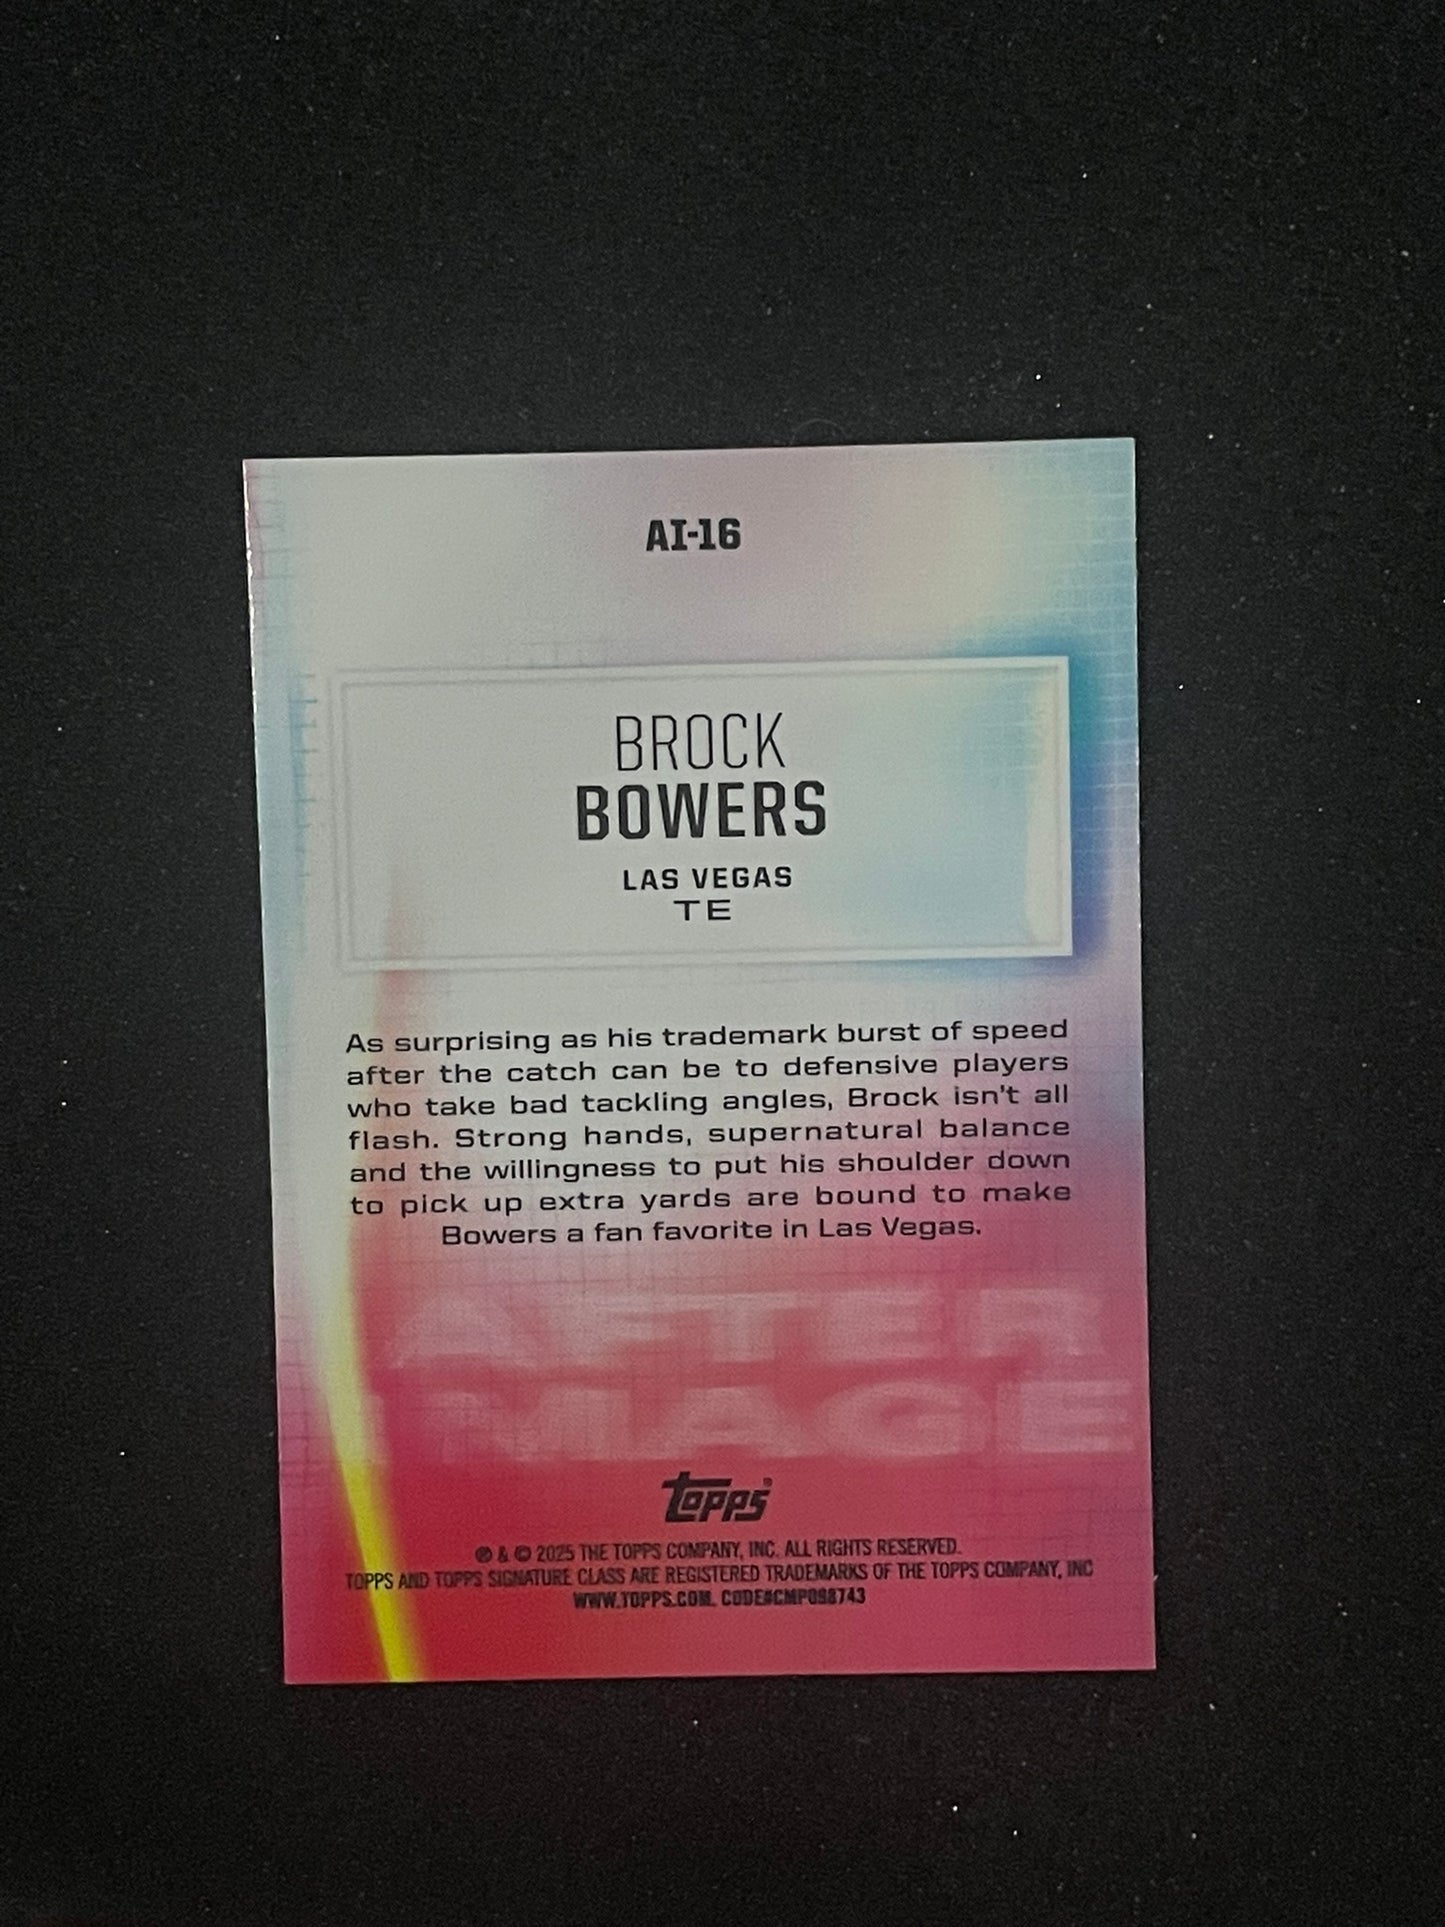 AI-16
BROCK
BOWERS
LAS VEGAS
TE
As surprising as his trademark burst of speed
after the catch can be to defensive players
who take bad tackling angles, Brock isn't all
flash. Strong hands, supernatural balance
and the willingness to put his shoulder down
to pick up extra yards are bound to make
Bowers a fan favorite in Las Vegas.
AFTER
IMAGE
topps®
℗ & © 2025 THE TOPPS COMPANY, INC. ALL RIGHTS RESERVED.
TOPPS AND TOPPS SIGNATURE CLASS ARE REGISTERED TRADEMARKS OF THE TOPPS COMPANY, INC
WWW.TOPPS.COM. CODE#CMP098743